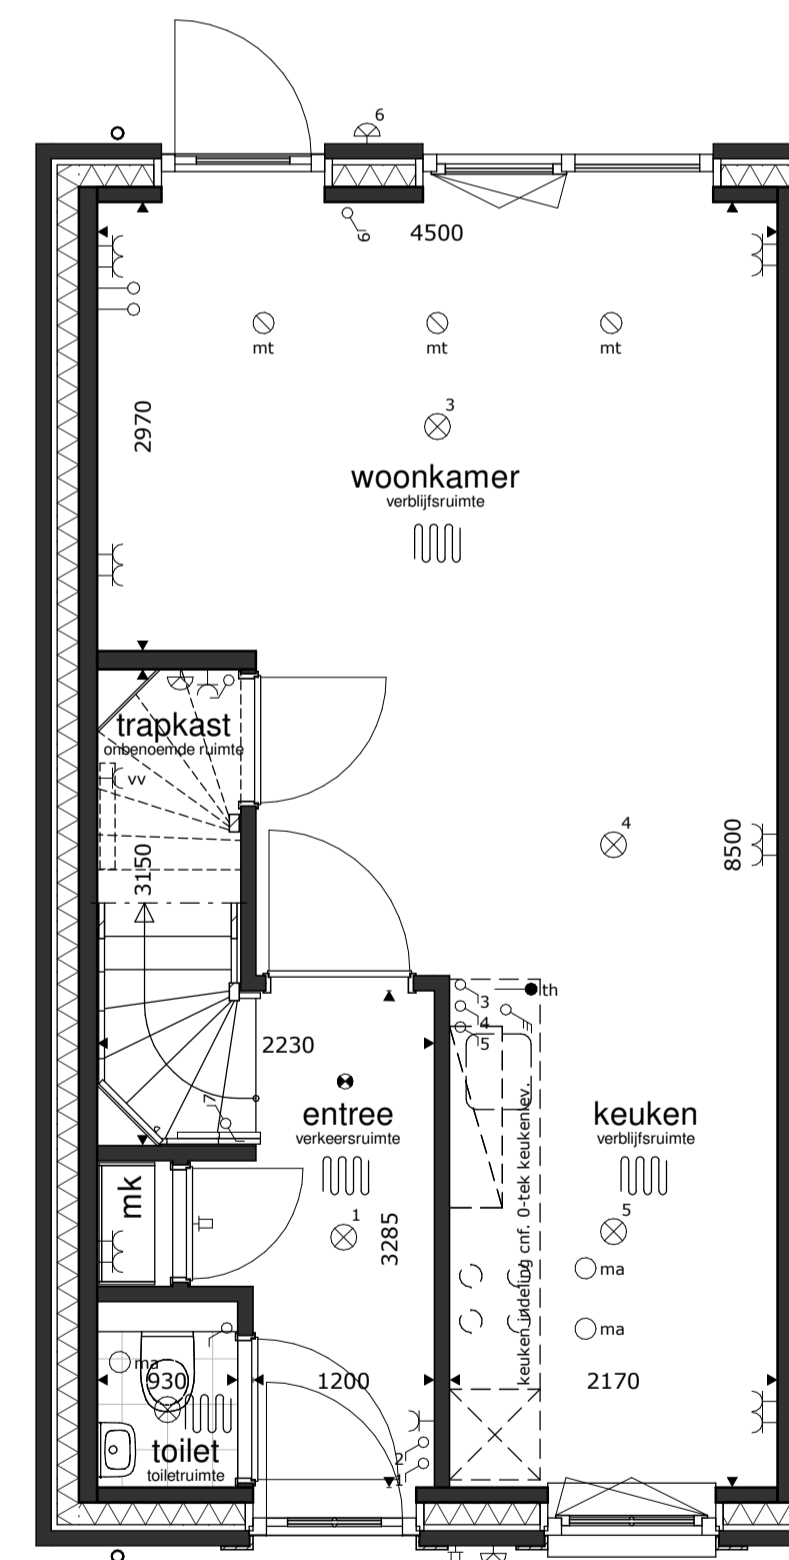 6
6
4500
mt
mt
mt
3
2970
woonkamer
verblijfsruimte
trapkast
onbenoemde ruimte
vv
4
8500
3150
th
3
4
5
2230
7
entree
verkeersruimte
keuken
verblijfsruimte
keuken indeling cnf. 0-tek keukenlev.
mk
1
5
3285
ma
ma
ma
930
1200
2170
toilet
toiletruimte
2
1